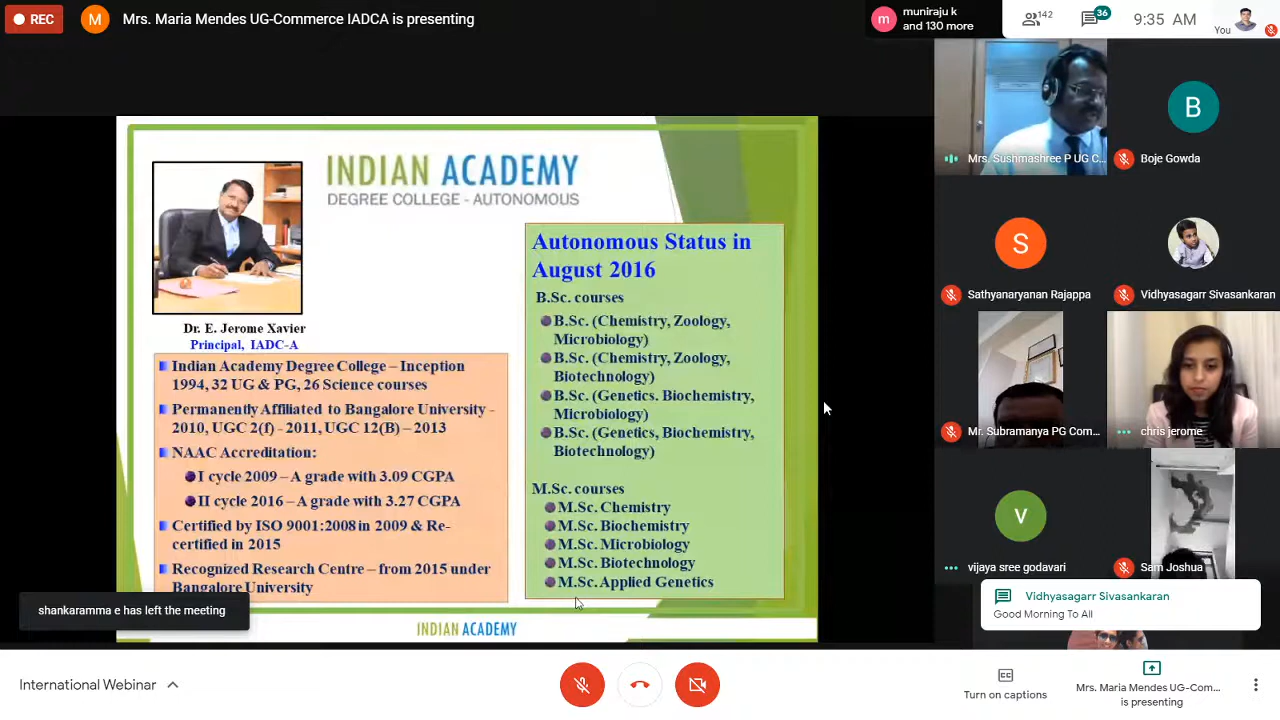 REC
M
Mrs. Maria Mendes UG-Commerce IADCA is presenting
m
muniraju k
and 130 more
142
36
9:35 AM
You
INDIAN ACADEMY
DEGREE COLLEGE - AUTONOMOUS
Dr. E. Jerome Xavier
Principal, IADC-A
Indian Academy Degree College – Inception
1994, 32 UG & PG, 26 Science courses
Permanently Affiliated to Bangalore University -
2010, UGC 2(f) - 2011, UGC 12(B) – 2013
NAAC Accreditation:
I cycle 2009 – A grade with 3.09 CGPA
II cycle 2016 – A grade with 3.27 CGPA
Certified by ISO 9001:2008 in 2009 & Re-
certified in 2015
Recognized Research Centre – from 2015 under
Bangalore University
Autonomous Status in
August 2016
B.Sc. courses
B.Sc. (Chemistry, Zoology,
Microbiology)
B.Sc. (Chemistry, Zoology,
Biotechnology)
B.Sc. (Genetics. Biochemistry,
Microbiology)
B.Sc. (Genetics, Biochemistry,
Biotechnology)
M.Sc. courses
M.Sc. Chemistry
M.Sc. Biochemistry
M.Sc. Microbiology
M.Sc. Biotechnology
M.Sc. Applied Genetics
INDIAN ACADEMY
shankaramma e has left the meeting
Mrs. Sushmashree P UG C...
B
Boje Gowda
S
Sathyanaryanan Rajappa
Vidhyasagarr Sivasankaran
Mr. Subramanya PG Com...
chris jerome
V
vijaya sree godavari
Sam Joshua
Vidhyasagarr Sivasankaran
Good Morning To All
International Webinar
CC
Turn on captions
Mrs. Maria Mendes UG-Com...
is presenting